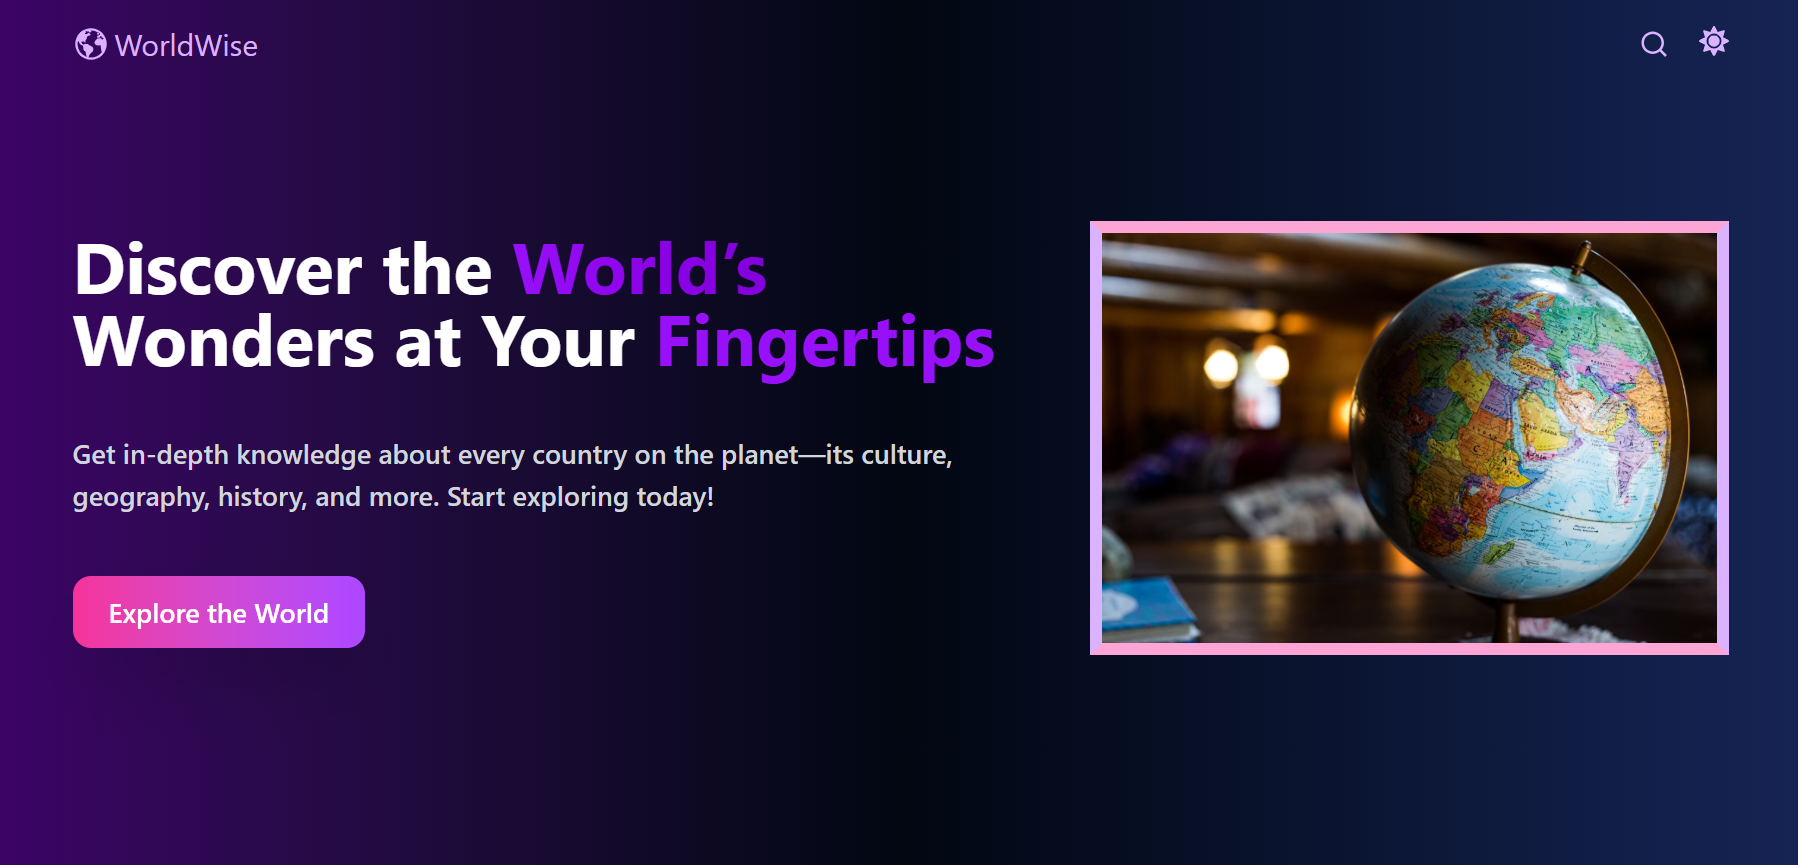 WorldWise
Discover the World’s
Wonders at Your Fingertips
Get in-depth knowledge about every country on the planet—its culture,
geography, history, and more. Start exploring today!
Explore the World